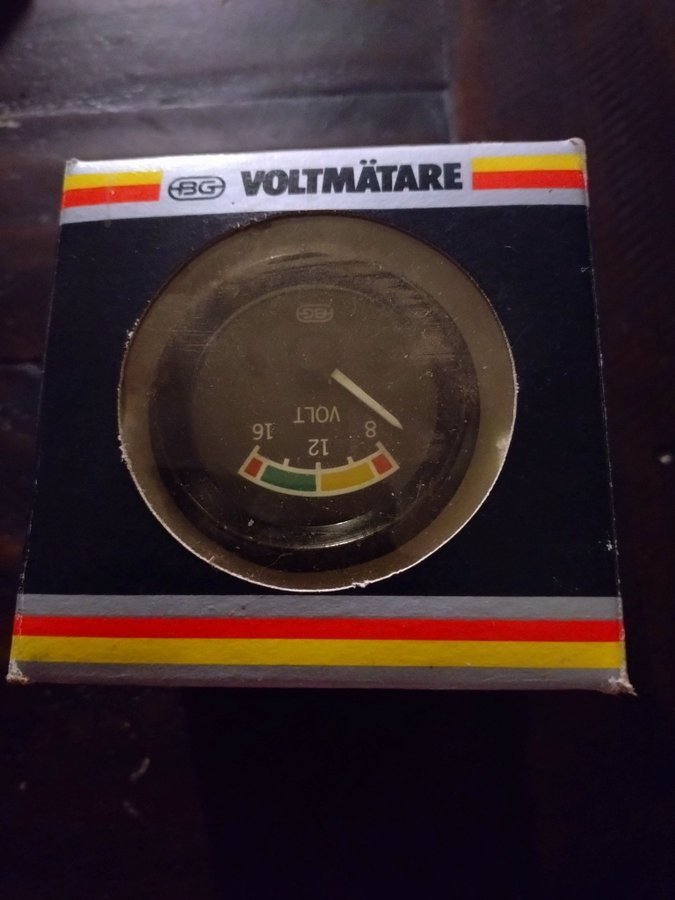 BG VOLTMÄTARE
BG
VOLT
8 12 16